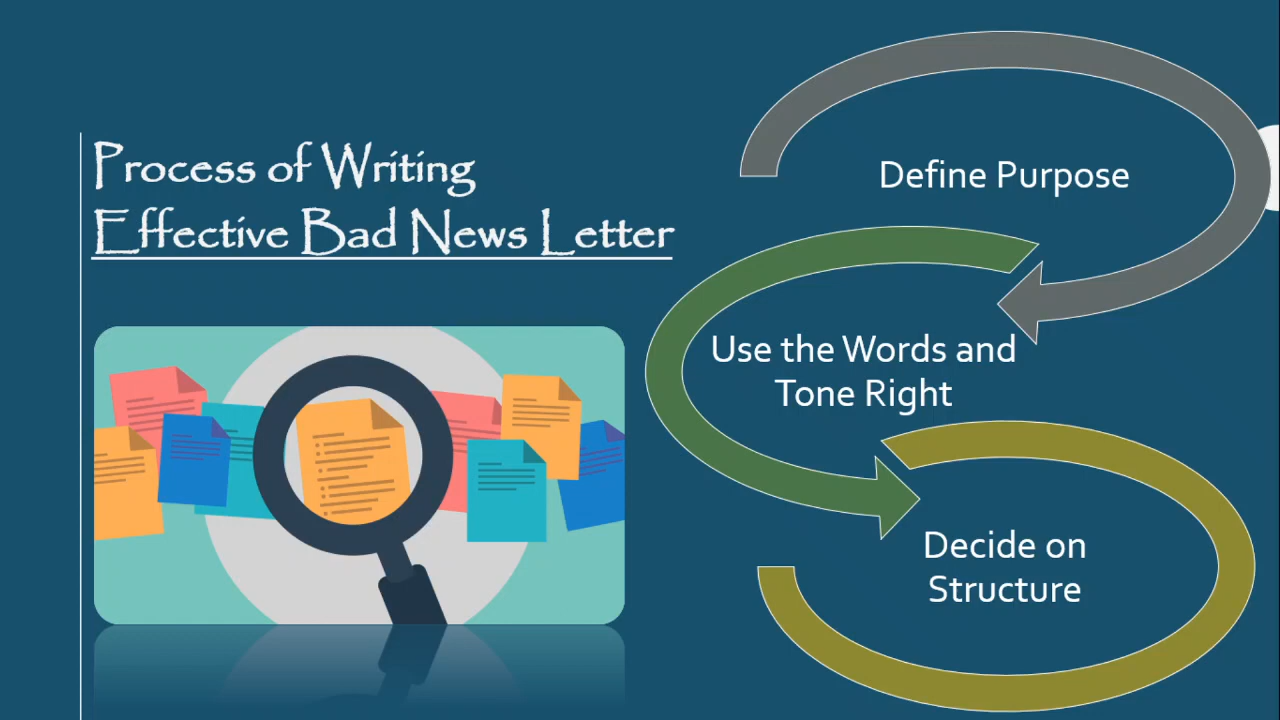 Process of Writing
Effective Bad News Letter
Define Purpose
Use the Words and
Tone Right
Decide on
Structure